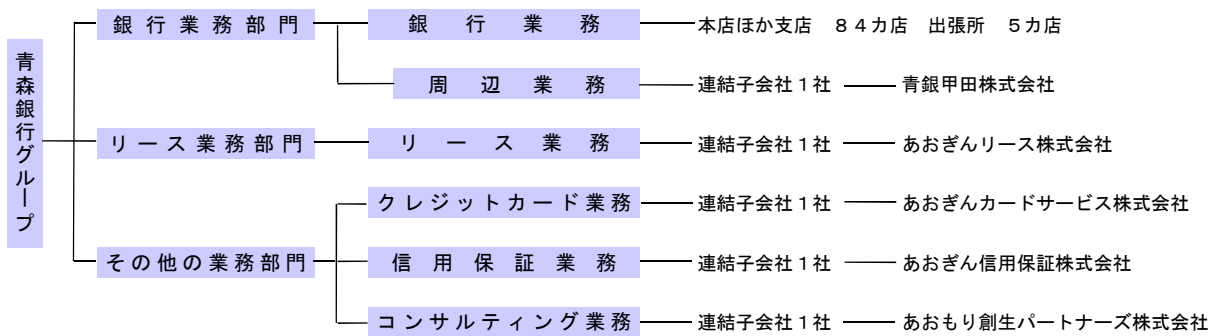 青森銀行グループ
銀行業務部門
銀行業務
本店ほか支店 84カ店 出張所 5カ店
周辺業務
連結子会社1社
青銀甲田株式会社
リース業務部門
リース業務
連結子会社1社
あおぎんリース株式会社
その他の業務部門
クレジットカード業務
連結子会社1社
あおぎんカードサービス株式会社
信用保証業務
連結子会社1社
あおぎん信用保証株式会社
コンサルティング業務
連結子会社1社
あおもり創生パートナーズ株式会社